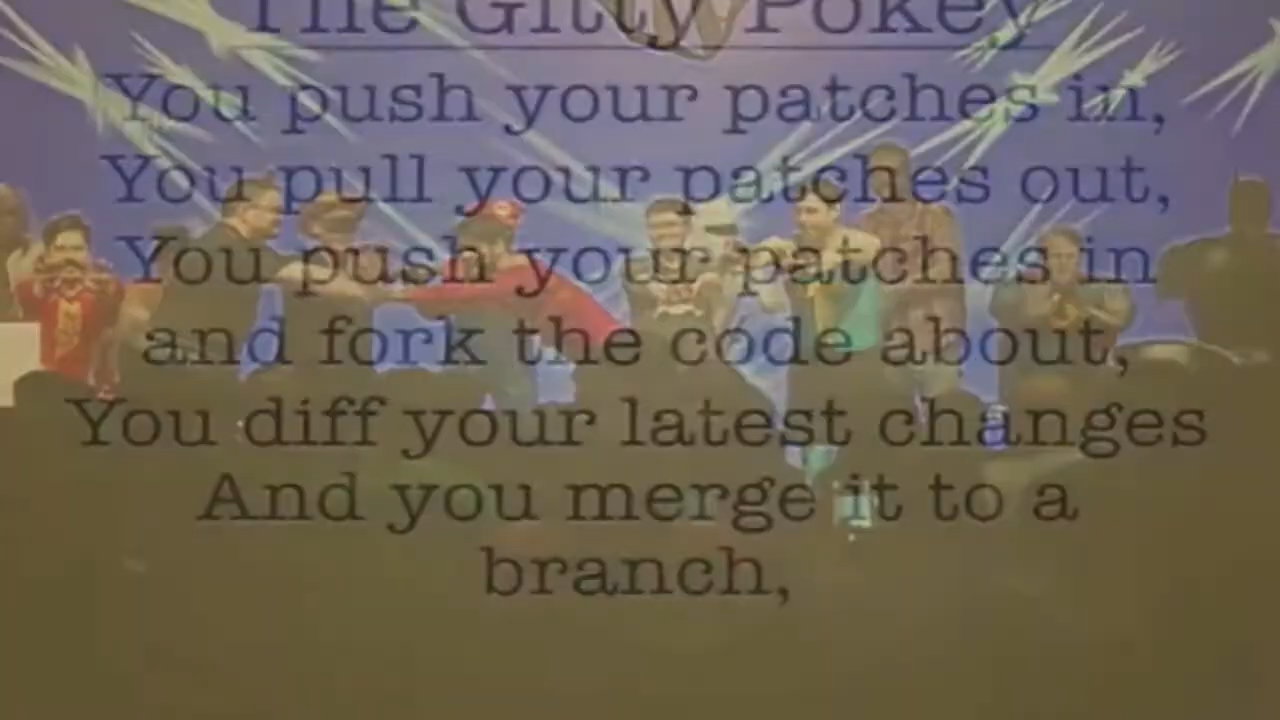 The Gitty Pokey
You push your patches in,
You pull your patches out,
You push your patches in
and fork the code about,
You diff your latest changes
And you merge it to a
branch,